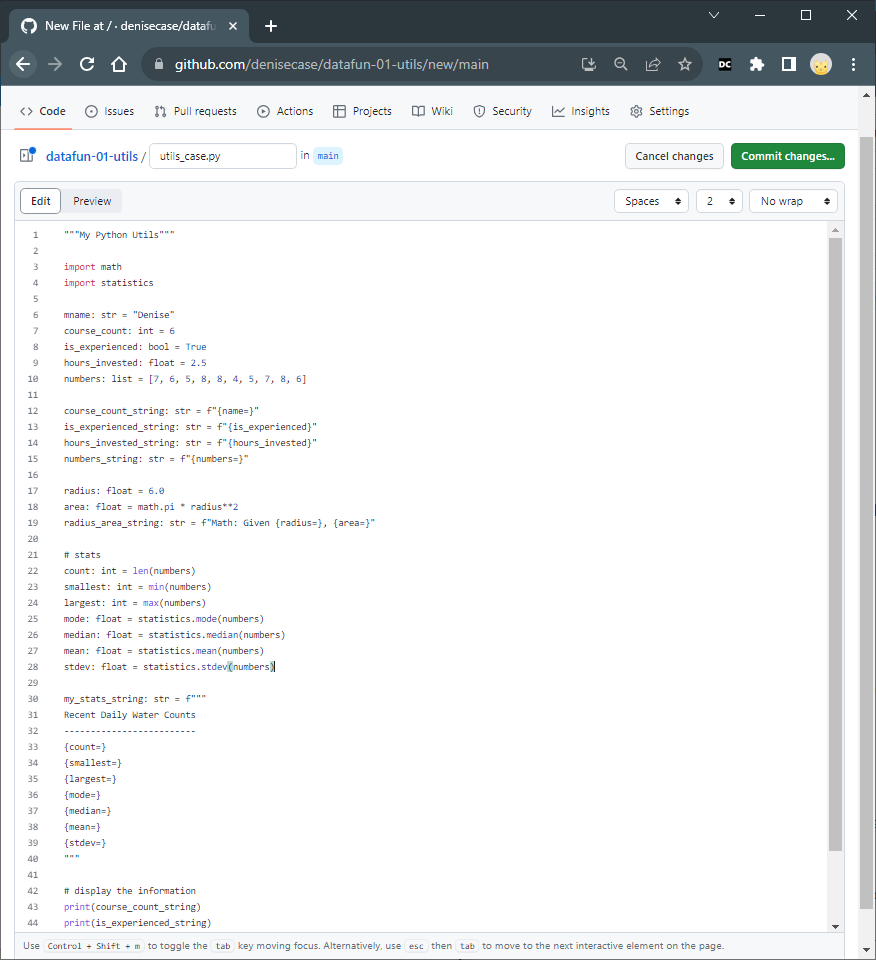 New File at / · denisecase/datafu
github.com/denisecase/datafun-01-utils/new/main
DC
Code Issues Pull requests Actions Projects Wiki Security Insights Settings
datafun-01-utils / utils_case.py in main Cancel changes Commit changes...
Edit Preview Spaces 2 No wrap
1 """My Python Utils"""
2
3 import math
4 import statistics
5
6 mname: str = "Denise"
7 course_count: int = 6
8 is_experienced: bool = True
9 hours_invested: float = 2.5
10 numbers: list = [7, 6, 5, 8, 8, 4, 5, 7, 8, 6]
11
12 course_count_string: str = f"{name=}"
13 is_experienced_string: str = f"{is_experienced}"
14 hours_invested_string: str = f"{hours_invested}"
15 numbers_string: str = f"{numbers=}"
16
17 radius: float = 6.0
18 area: float = math.pi * radius**2
19 radius_area_string: str = f"Math: Given {radius=}, {area=}"
20
21 # stats
22 count: int = len(numbers)
23 smallest: int = min(numbers)
24 largest: int = max(numbers)
25 mode: float = statistics.mode(numbers)
26 median: float = statistics.median(numbers)
27 mean: float = statistics.mean(numbers)
28 stdev: float = statistics.stdev(numbers)
29
30 my_stats_string: str = f"""
31 Recent Daily Water Counts
32 -------------------------
33 {count=}
34 {smallest=}
35 {largest=}
36 {mode=}
37 {median=}
38 {mean=}
39 {stdev=}
40 """
41
42 # display the information
43 print(course_count_string)
44 print(is_experienced_string)
Use Control + Shift + m to toggle the tab key moving focus. Alternatively, use esc then tab to move to the next interactive element on the page.